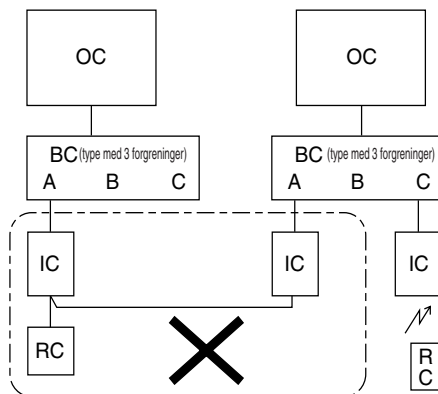 OC OC
BC (type med 3 forgreninger) BC (type med 3 forgreninger)
A B C A B C
IC IC IC
RC R
C